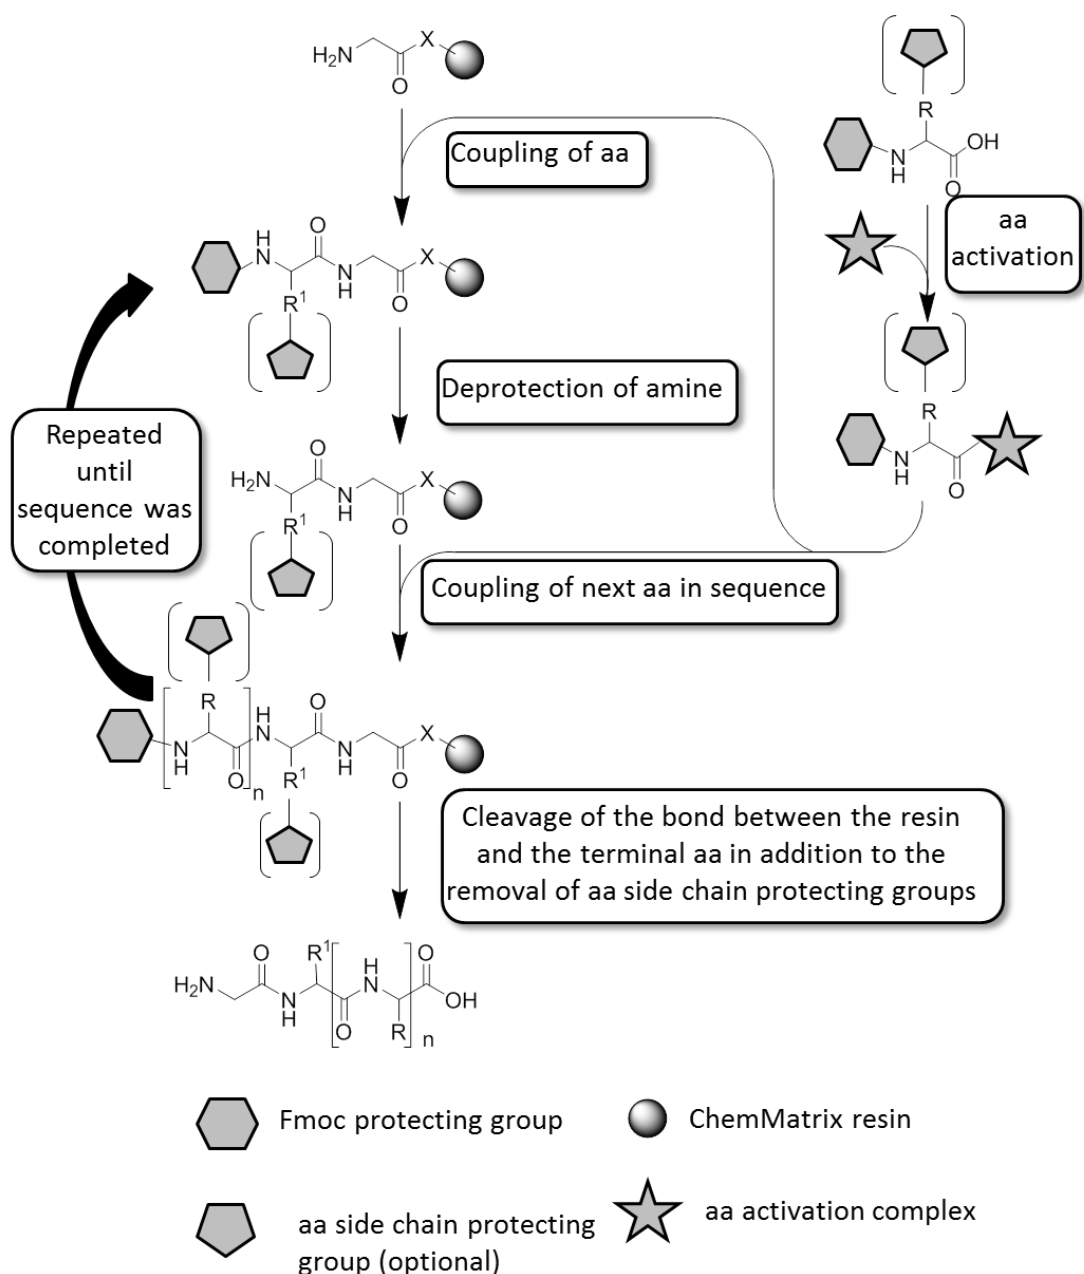 H₂N
X
O
R
N
H
OH
O
Coupling of aa
aa
activation
H
N
O
N
H
O
X
R¹
R
N
H
O
Deprotection of amine
Repeated
until
sequence was
completed
H₂N
O
N
H
O
X
R¹
Coupling of next aa in sequence
R
N
H
O
n
H
N
O
N
H
O
X
R¹
Cleavage of the bond between the resin
and the terminal aa in addition to the
removal of aa side chain protecting groups
H₂N
O
N
H
R¹
O
H
N
R
n
O
OH
Fmoc protecting group
ChemMatrix resin
aa side chain protecting
group (optional)
aa activation complex